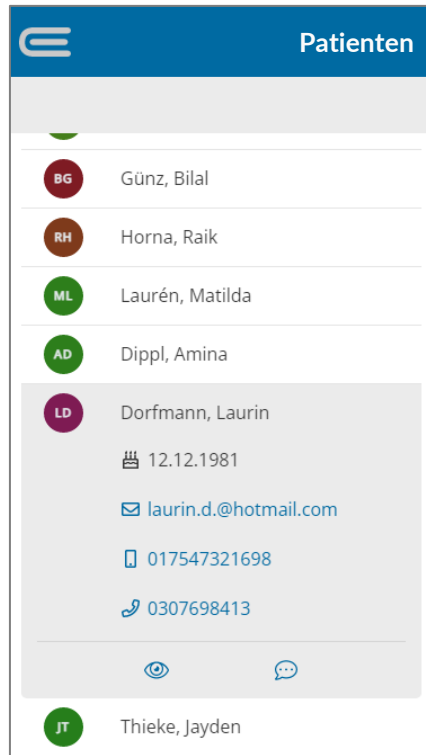 Patienten
BG Günz, Bilal
RH Horna, Raik
ML Laurén, Matilda
AD Dippl, Amina
LD Dorfmann, Laurin
12.12.1981
laurin.d.@hotmail.com
017547321698
0307698413
JT Thieke, Jayden